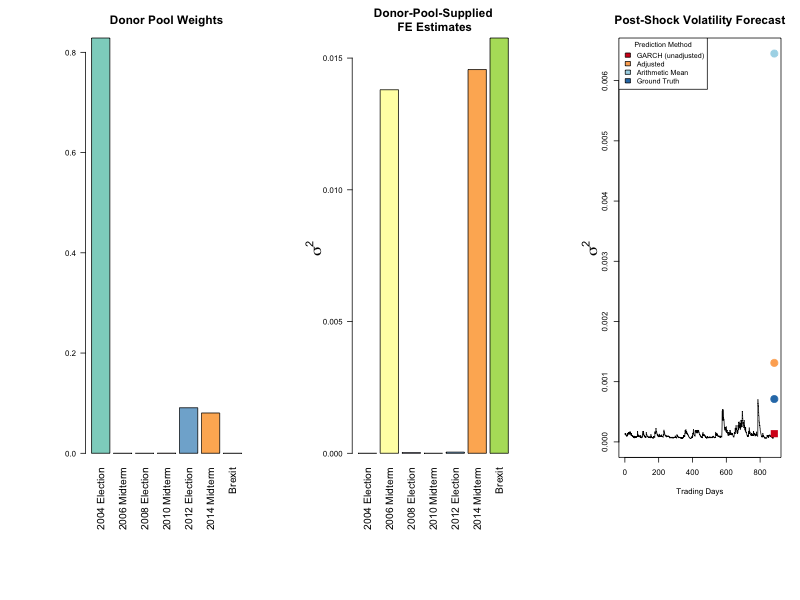 Donor Pool Weights
0.8
0.6
0.4
0.2
0.0
2004 Election
2006 Midterm
2008 Election
2010 Midterm
2012 Election
2014 Midterm
Brexit
Donor-Pool-Supplied
FE Estimates
σ²
0.015
0.010
0.005
0.000
2004 Election
2006 Midterm
2008 Election
2010 Midterm
2012 Election
2014 Midterm
Brexit
Post-Shock Volatility Forecast
Prediction Method
GARCH (unadjusted)
Adjusted
Arithmetic Mean
Ground Truth
σ²
0.006
0.005
0.004
0.003
0.002
0.001
0.000
0 200 400 600 800
Trading Days